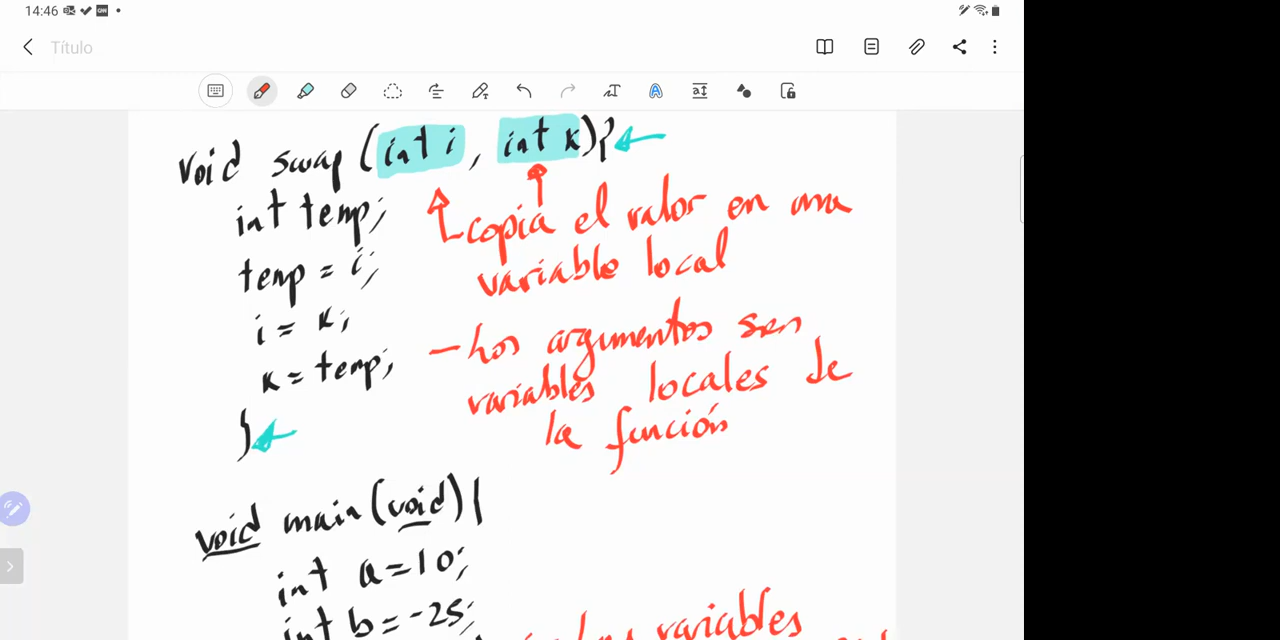 14:46
Título
void swap (int i, int k){
int temp;
copia el valor en una
variable local
temp = i;
i = k;
k = temp;
- Los argumentos son
variables locales de
la función
}
void main(void){
int a=10;
int b=-25;
variables